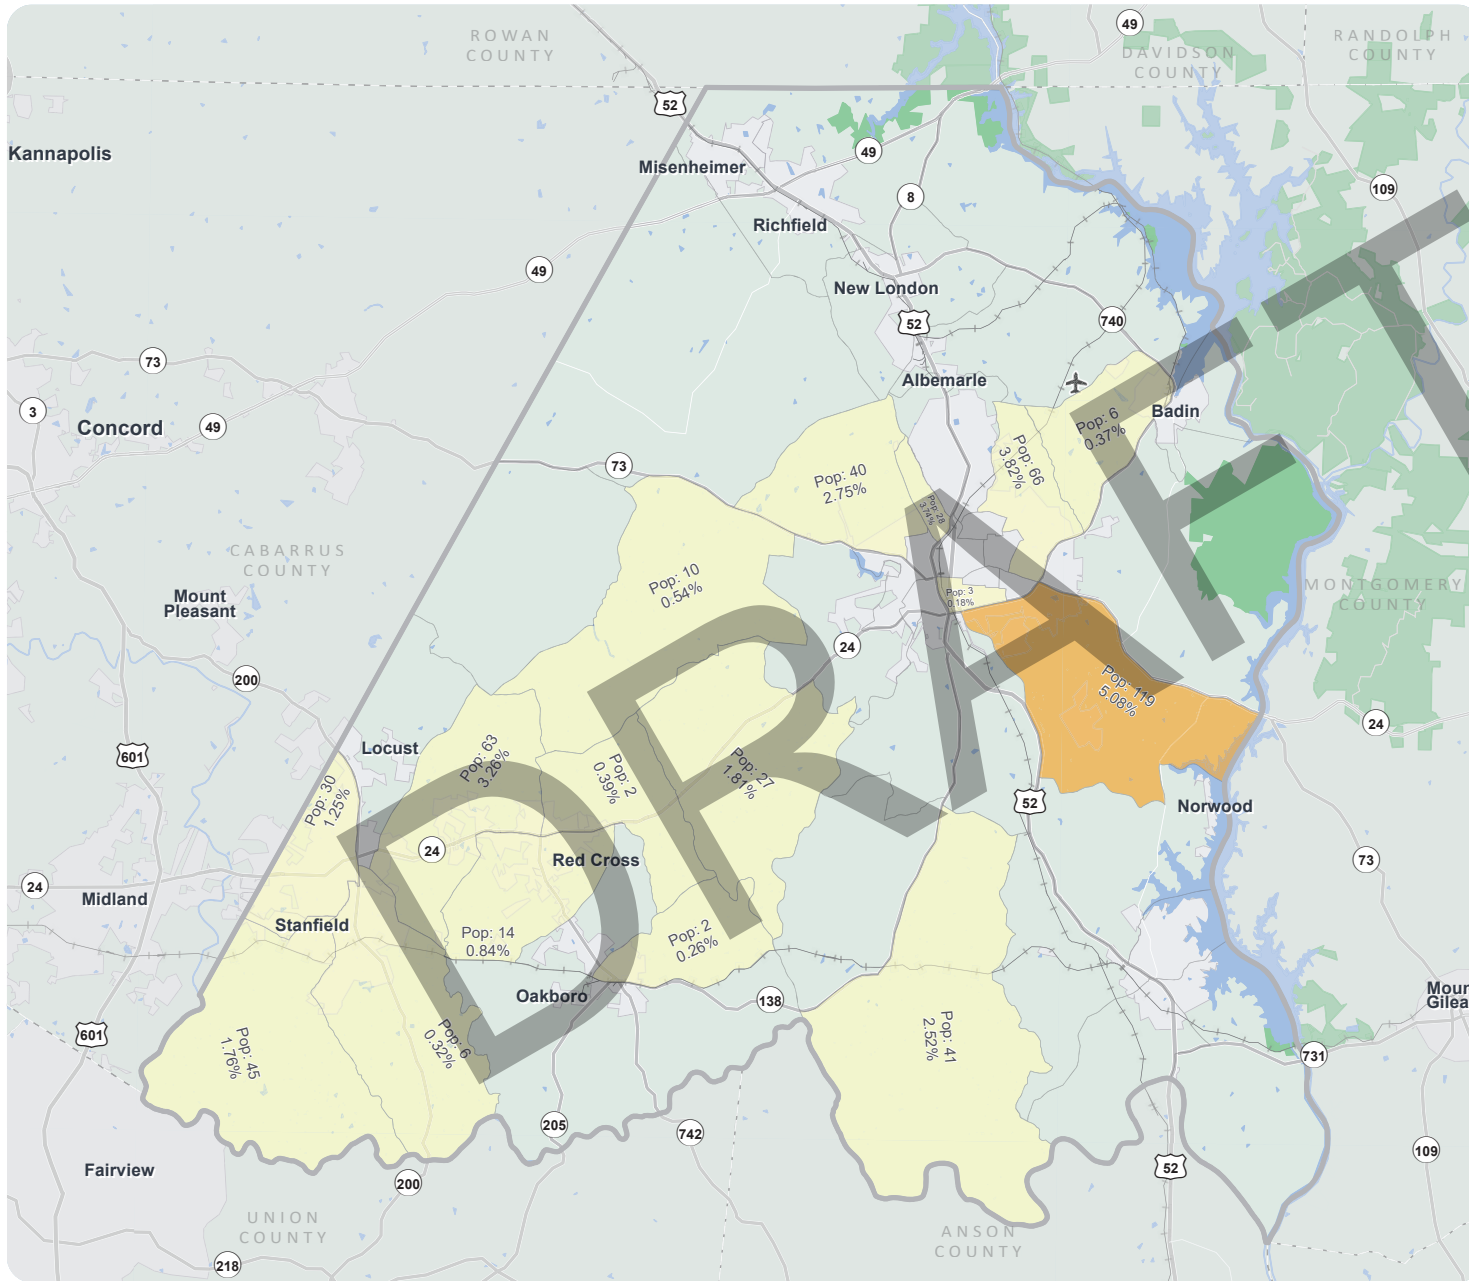 ROWAN
COUNTY
49
DAVIDSON
COUNTY
RANDOLPH
COUNTY
52
Kannapolis
Misenheimer
49
109
8
Richfield
49
New London
52
740
73
Albemarle
3
Concord
49
Badin
Pop: 6
0.37%
73
Pop: 40
2.75%
Pop: 66
3.82%
Pop: 28
3.74%
CABARRUS
COUNTY
Pop: 10
0.54%
Mount
Pleasant
Pop: 3
0.18%
MONTGOMERY
COUNTY
24
200
Pop: 119
5.08%
24
601
Locust
Pop: 63
3.26%
Pop: 2
0.39%
Pop: 27
1.81%
Pop: 30
1.25%
52
Norwood
24
Red Cross
73
24
Midland
Stanfield
Pop: 14
0.84%
Pop: 2
0.26%
Oakboro
138
Moun
Gilea
601
Pop: 45
1.76%
Pop: 6
0.32%
Pop: 41
2.52%
731
205
742
109
Fairview
200
52
UNION
COUNTY
ANSON
COUNTY
218
DRAFT